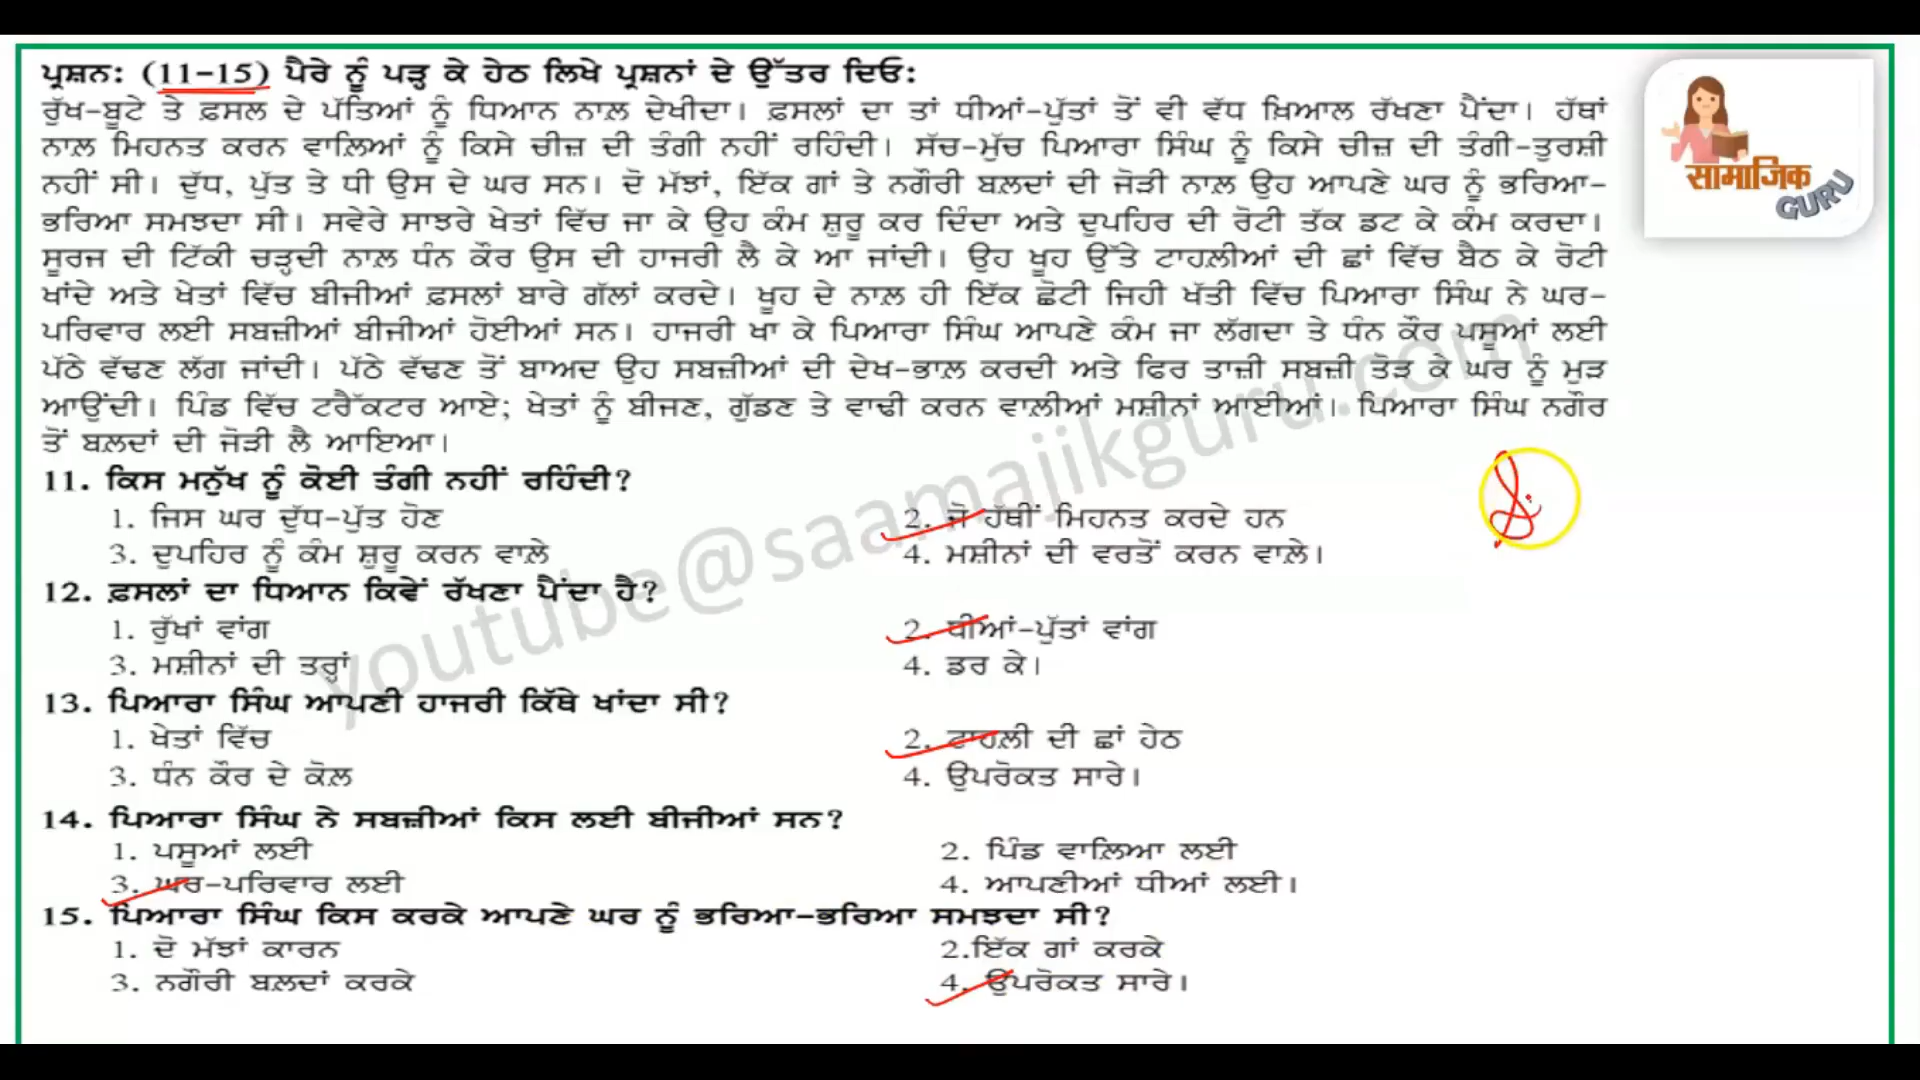 ਪ੍ਰਸ਼ਨ: (11-15) ਪੈਰੇ ਨੂੰ ਪੜ੍ਹ ਕੇ ਹੇਠ ਲਿਖੇ ਪ੍ਰਸ਼ਨਾਂ ਦੇ ਉੱਤਰ ਦਿਓ:
ਰੁੱਖ-ਬੂਟੇ ਤੇ ਫ਼ਸਲ ਦੇ ਪੱਤਿਆਂ ਨੂੰ ਧਿਆਨ ਨਾਲ਼ ਦੇਖੀਦਾ। ਫ਼ਸਲਾਂ ਦਾ ਤਾਂ ਧੀਆਂ-ਪੁੱਤਾਂ ਤੋਂ ਵੀ ਵੱਧ ਖ਼ਿਆਲ ਰੱਖਣਾ ਪੈਂਦਾ। ਹੱਥਾਂ
ਨਾਲ਼ ਮਿਹਨਤ ਕਰਨ ਵਾਲ਼ਿਆਂ ਨੂੰ ਕਿਸੇ ਚੀਜ਼ ਦੀ ਤੰਗੀ ਨਹੀਂ ਰਹਿੰਦੀ। ਸੱਚ-ਮੁੱਚ ਪਿਆਰਾ ਸਿੰਘ ਨੂੰ ਕਿਸੇ ਚੀਜ਼ ਦੀ ਤੰਗੀ-ਤੁਰਸ਼ੀ
ਨਹੀਂ ਸੀ। ਦੁੱਧ, ਪੁੱਤ ਤੇ ਧੀ ਉਸ ਦੇ ਘਰ ਸਨ। ਦੋ ਮੱਝਾਂ, ਇੱਕ ਗਾਂ ਤੇ ਨਗੌਰੀ ਬਲ਼ਦਾਂ ਦੀ ਜੋੜੀ ਨਾਲ਼ ਉਹ ਆਪਣੇ ਘਰ ਨੂੰ ਭਰਿਆ-
ਭਰਿਆ ਸਮਝਦਾ ਸੀ। ਸਵੇਰੇ ਸਾਝਰੇ ਖੇਤਾਂ ਵਿੱਚ ਜਾ ਕੇ ਉਹ ਕੰਮ ਸ਼ੁਰੂ ਕਰ ਦਿੰਦਾ ਅਤੇ ਦੁਪਹਿਰ ਦੀ ਰੋਟੀ ਤੱਕ ਡਟ ਕੇ ਕੰਮ ਕਰਦਾ।
ਸੂਰਜ ਦੀ ਟਿੱਕੀ ਚੜ੍ਹਦੀ ਨਾਲ਼ ਧੰਨ ਕੌਰ ਉਸ ਦੀ ਹਾਜਰੀ ਲੈ ਕੇ ਆ ਜਾਂਦੀ। ਉਹ ਖੂਹ ਉੱਤੇ ਟਾਹਲ਼ੀਆਂ ਦੀ ਛਾਂ ਵਿੱਚ ਬੈਠ ਕੇ ਰੋਟੀ
ਖਾਂਦੇ ਅਤੇ ਖੇਤਾਂ ਵਿੱਚ ਬੀਜੀਆਂ ਫ਼ਸਲਾਂ ਬਾਰੇ ਗੱਲਾਂ ਕਰਦੇ। ਖੂਹ ਦੇ ਨਾਲ਼ ਹੀ ਇੱਕ ਛੋਟੀ ਜਿਹੀ ਖੱਤੀ ਵਿੱਚ ਪਿਆਰਾ ਸਿੰਘ ਨੇ ਘਰ-
ਪਰਿਵਾਰ ਲਈ ਸਬਜ਼ੀਆਂ ਬੀਜੀਆਂ ਹੋਈਆਂ ਸਨ। ਹਾਜਰੀ ਖਾ ਕੇ ਪਿਆਰਾ ਸਿੰਘ ਆਪਣੇ ਕੰਮ ਜਾ ਲੱਗਦਾ ਤੇ ਧੰਨ ਕੌਰ ਪਸ਼ੂਆਂ ਲਈ
ਪੱਠੇ ਵੱਢਣ ਲੱਗ ਜਾਂਦੀ। ਪੱਠੇ ਵੱਢਣ ਤੋਂ ਬਾਅਦ ਉਹ ਸਬਜ਼ੀਆਂ ਦੀ ਦੇਖ-ਭਾਲ਼ ਕਰਦੀ ਅਤੇ ਫਿਰ ਤਾਜ਼ੀ ਸਬਜ਼ੀ ਤੋੜ ਕੇ ਘਰ ਨੂੰ ਮੁੜ
ਆਉਂਦੀ। ਪਿੰਡ ਵਿੱਚ ਟਰੈੱਕਟਰ ਆਏ; ਖੇਤਾਂ ਨੂੰ ਬੀਜਣ, ਗੁੱਡਣ ਤੇ ਵਾਢੀ ਕਰਨ ਵਾਲ਼ੀਆਂ ਮਸ਼ੀਨਾਂ ਆਈਆਂ। ਪਿਆਰਾ ਸਿੰਘ ਨਗੌਰ
ਤੋਂ ਬਲ਼ਦਾਂ ਦੀ ਜੋੜੀ ਲੈ ਆਇਆ।
11. ਕਿਸ ਮਨੁੱਖ ਨੂੰ ਕੋਈ ਤੰਗੀ ਨਹੀਂ ਰਹਿੰਦੀ?
1. ਜਿਸ ਘਰ ਦੁੱਧ-ਪੁੱਤ ਹੋਣ 2. ਜੋ ਹੱਥੀਂ ਮਿਹਨਤ ਕਰਦੇ ਹਨ
3. ਦੁਪਹਿਰ ਨੂੰ ਕੰਮ ਸ਼ੁਰੂ ਕਰਨ ਵਾਲ਼ੇ 4. ਮਸ਼ੀਨਾਂ ਦੀ ਵਰਤੋਂ ਕਰਨ ਵਾਲ਼ੇ।
12. ਫ਼ਸਲਾਂ ਦਾ ਧਿਆਨ ਕਿਵੇਂ ਰੱਖਣਾ ਪੈਂਦਾ ਹੈ?
1. ਰੁੱਖਾਂ ਵਾਂਗ 2. ਧੀਆਂ-ਪੁੱਤਾਂ ਵਾਂਗ
3. ਮਸ਼ੀਨਾਂ ਦੀ ਤਰ੍ਹਾਂ 4. ਡਰ ਕੇ।
13. ਪਿਆਰਾ ਸਿੰਘ ਆਪਣੀ ਹਾਜਰੀ ਕਿੱਥੇ ਖਾਂਦਾ ਸੀ?
1. ਖੇਤਾਂ ਵਿੱਚ 2. ਟਾਹਲ਼ੀ ਦੀ ਛਾਂ ਹੇਠ
3. ਧੰਨ ਕੌਰ ਦੇ ਕੋਲ਼ 4. ਉਪਰੋਕਤ ਸਾਰੇ।
14. ਪਿਆਰਾ ਸਿੰਘ ਨੇ ਸਬਜ਼ੀਆਂ ਕਿਸ ਲਈ ਬੀਜੀਆਂ ਸਨ?
1. ਪਸ਼ੂਆਂ ਲਈ 2. ਪਿੰਡ ਵਾਲ਼ਿਆ ਲਈ
3. ਘਰ-ਪਰਿਵਾਰ ਲਈ 4. ਆਪਣੀਆਂ ਧੀਆਂ ਲਈ।
15. ਪਿਆਰਾ ਸਿੰਘ ਕਿਸ ਕਰਕੇ ਆਪਣੇ ਘਰ ਨੂੰ ਭਰਿਆ-ਭਰਿਆ ਸਮਝਦਾ ਸੀ?
1. ਦੋ ਮੱਝਾਂ ਕਾਰਨ 2.ਇੱਕ ਗਾਂ ਕਰਕੇ
3. ਨਗੌਰੀ ਬਲ਼ਦਾਂ ਕਰਕੇ 4. ਉਪਰੋਕਤ ਸਾਰੇ।
सामाजिक
GURU
youtube@saamajikguru.com